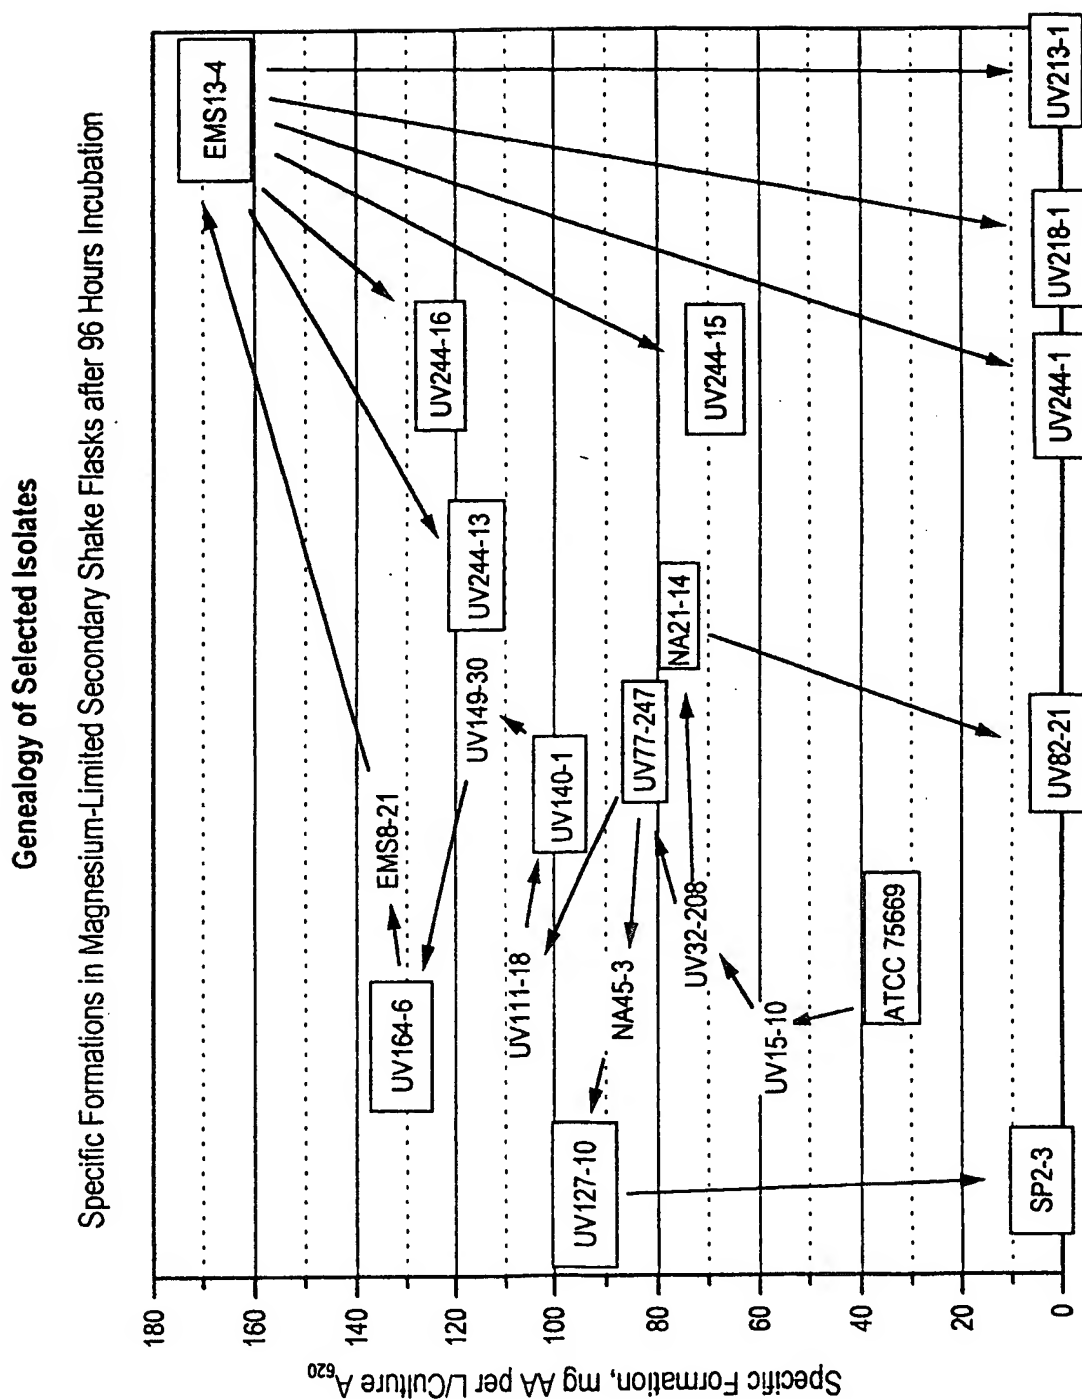 Genealogy of Selected Isolates
Specific Formations in Magnesium-Limited Secondary Shake Flasks after 96 Hours Incubation
Specific Formation, mg AA per L/Culture A620
180
160
140
120
100
80
60
40
20
0
EMS13-4
UV244-16
UV244-13
UV244-15
EMS8-21
UV164-6
UV149-30
UV111-18
UV140-1
UV127-10
NA45-3
UV77-247
NA21-14
UV32-208
UV15-10
ATCC 75669
SP2-3
UV82-21
UV244-1
UV218-1
UV213-1